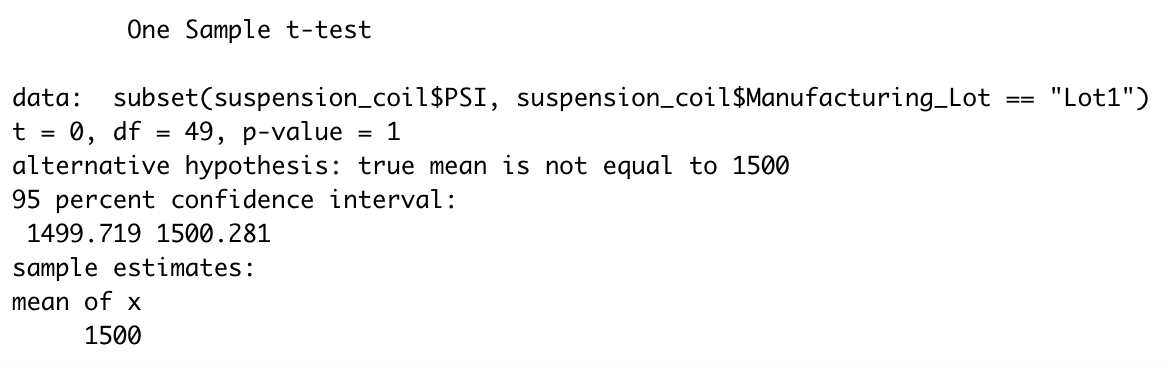 One Sample t-test
data:  subset(suspension_coil$PSI, suspension_coil$Manufacturing_Lot == "Lot1")
t = 0, df = 49, p-value = 1
alternative hypothesis: true mean is not equal to 1500
95 percent confidence interval:
1499.719 1500.281
sample estimates:
mean of x
1500